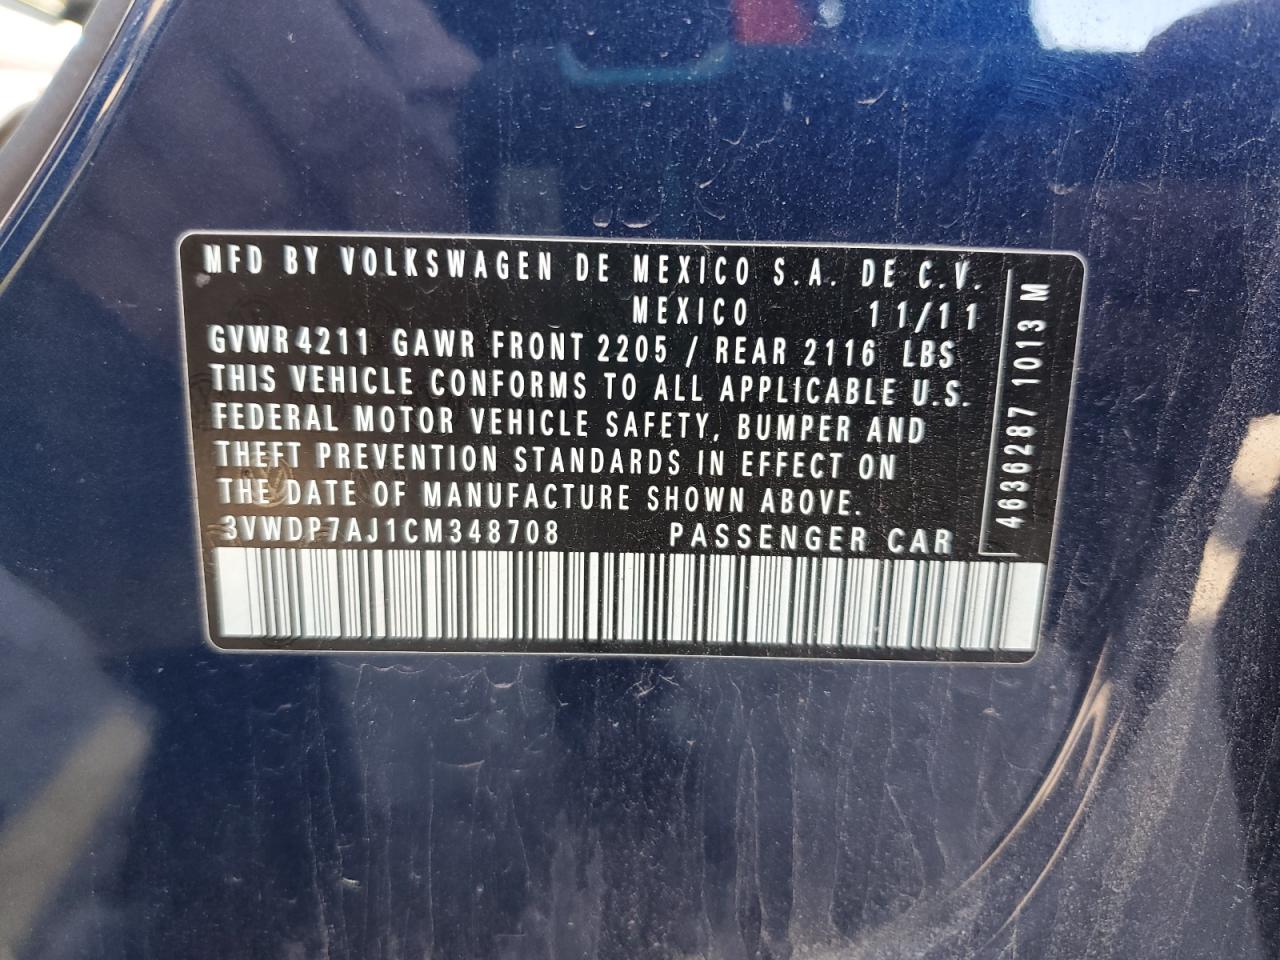 MFD BY VOLKSWAGEN DE MEXICO S.A. DE C.V.
MEXICO 11/11
GVWR 4211 GAWR FRONT 2205 / REAR 2116 LBS
THIS VEHICLE CONFORMS TO ALL APPLICABLE U.S.
FEDERAL MOTOR VEHICLE SAFETY, BUMPER AND
THEFT PREVENTION STANDARDS IN EFFECT ON
THE DATE OF MANUFACTURE SHOWN ABOVE.
3VWDP7AJ1CM348708 PASSENGER CAR
4636287 1013 M